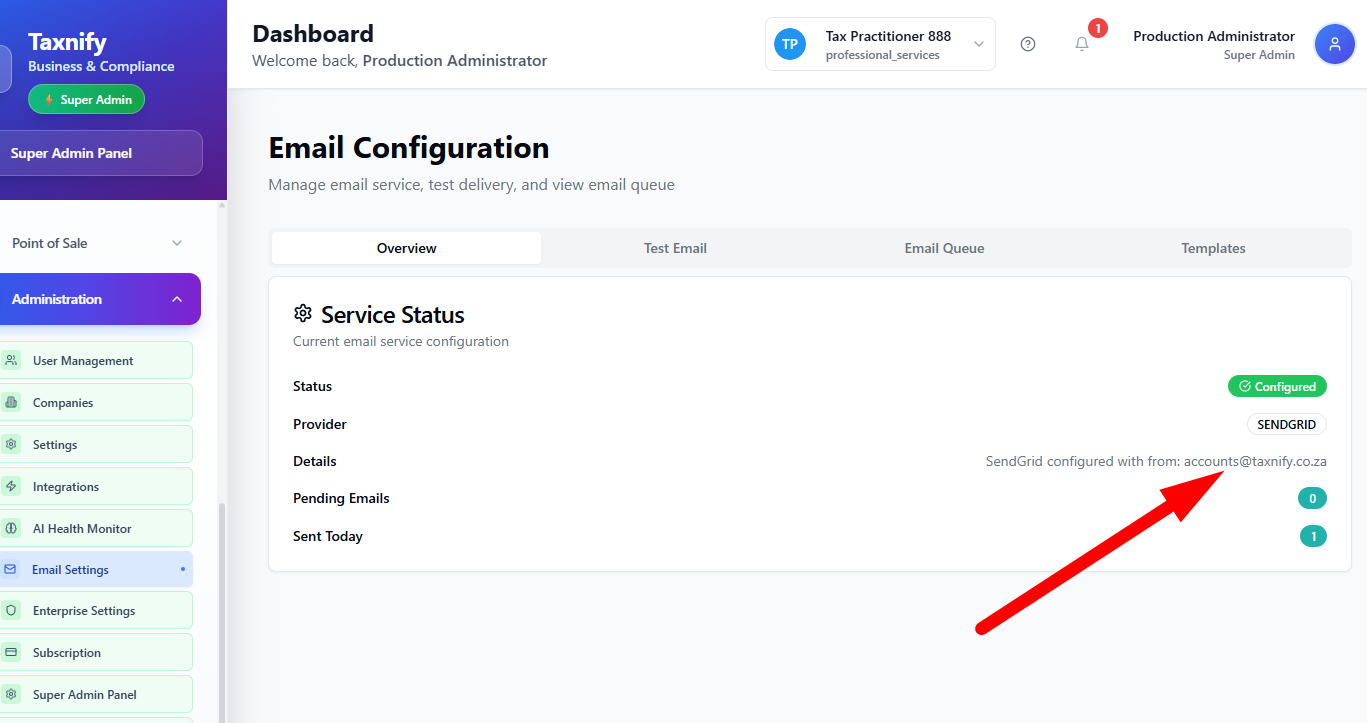 Taxnify
Business & Compliance
Super Admin
Super Admin Panel
Point of Sale
Administration
User Management
Companies
Settings
Integrations
AI Health Monitor
Email Settings
Enterprise Settings
Subscription
Super Admin Panel
Dashboard
Welcome back, Production Administrator
TP
Tax Practitioner 888
professional_services
1
Production Administrator
Super Admin
Email Configuration
Manage email service, test delivery, and view email queue
Overview Test Email Email Queue Templates
Service Status
Current email service configuration
Status Configured
Provider SENDGRID
Details SendGrid configured with from: accounts@taxnify.co.za
Pending Emails 0
Sent Today 1